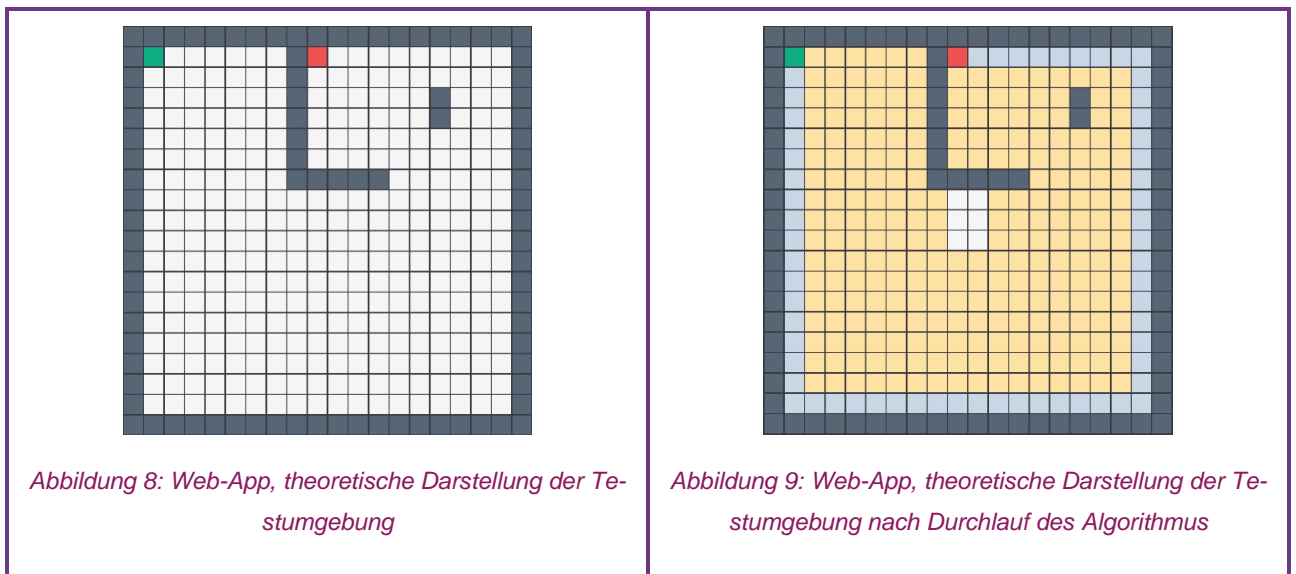 Abbildung 8: Web-App, theoretische Darstellung der Te-
stumgebung
Abbildung 9: Web-App, theoretische Darstellung der Te-
stumgebung nach Durchlauf des Algorithmus